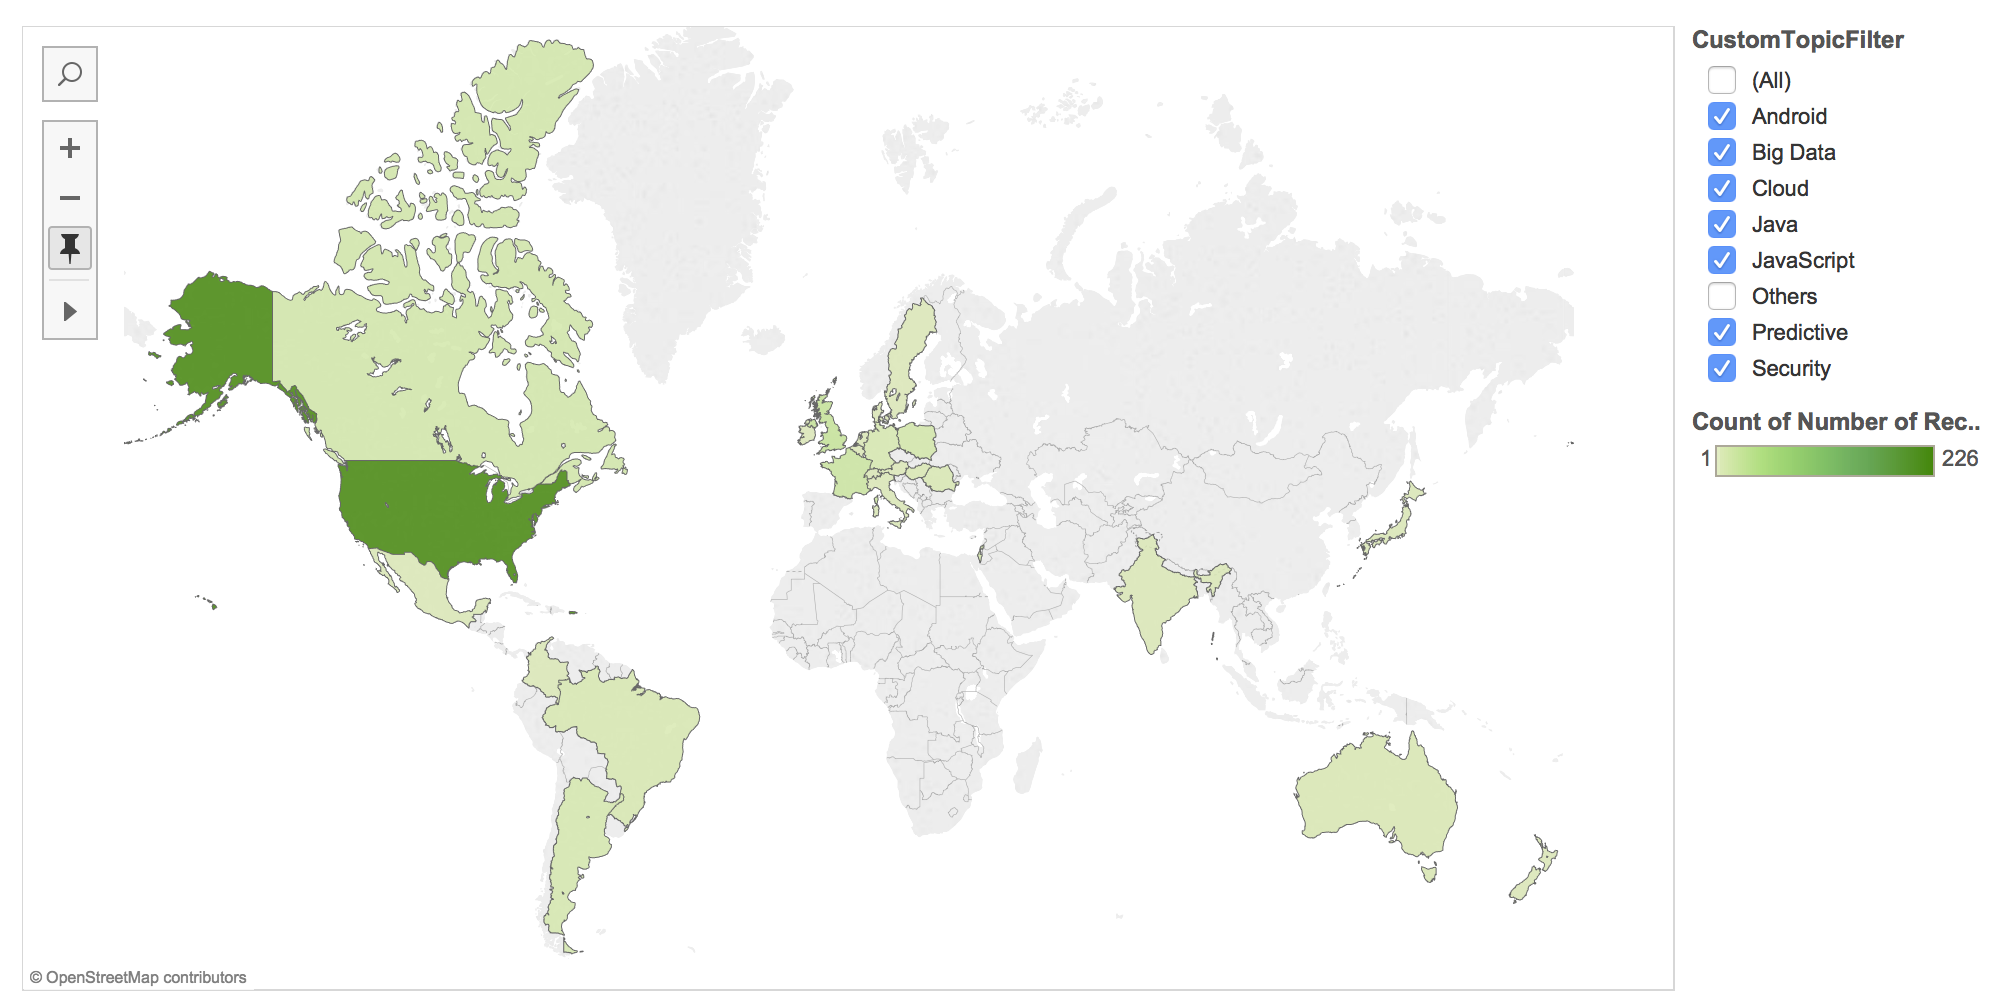 CustomTopicFilter
(All)
Android
Big Data
Cloud
Java
JavaScript
Others
Predictive
Security
Count of Number of Rec..
1 226
© OpenStreetMap contributors